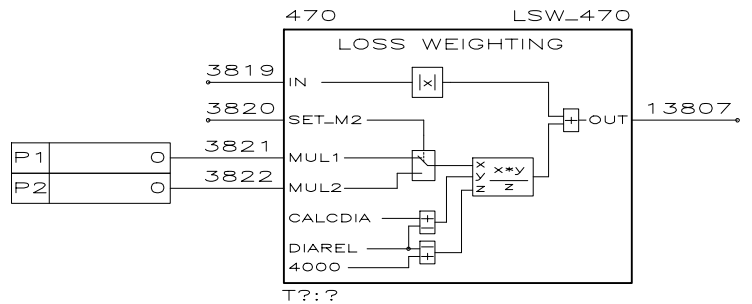 470 LSW_470
LOSS WEIGHTING
3819 IN |x|
3820 SET_M2 OUT 13807
P1 0 3821 MUL1 x x*y
y z
P2 0 3822 MUL2 z
CALCDIA + −
DIAREL − +
4000
+
T?:?